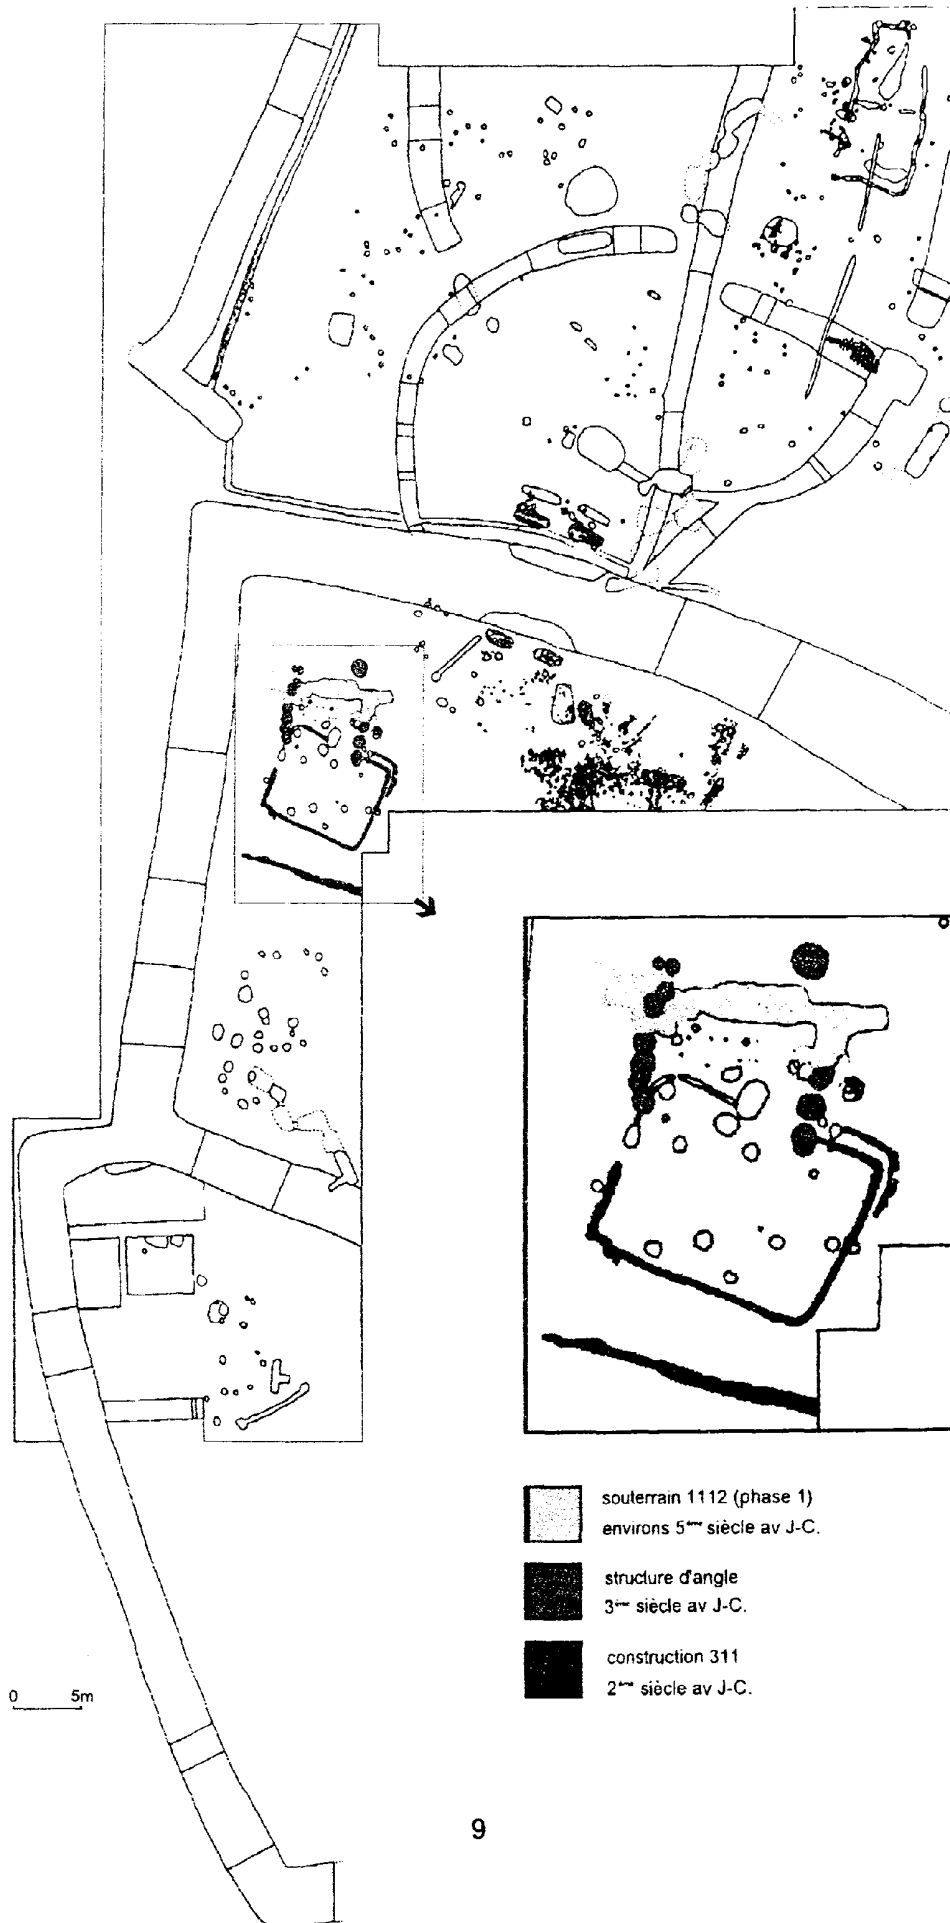 souterrain 1112 (phase 1)
environs 5ème siècle av J-C.
structure d'angle
3ème siècle av J-C.
construction 311
2ème siècle av J-C.
0 5m
9